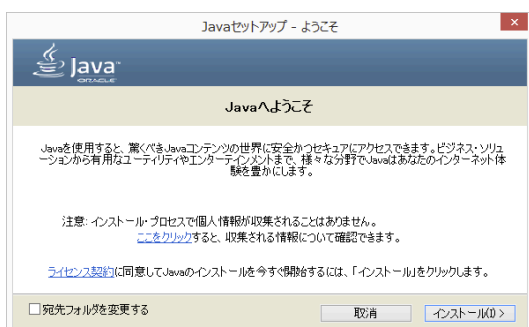 Javaセットアップ - ようこそ
×
Java™
ORACLE
Javaへようこそ
Javaを使用すると、驚くべきJavaコンテンツの世界に安全かつセキュアにアクセスできます。ビジネス・ソリュ
ーションから有用なユーティリティやエンターテインメントまで、様々な分野でJavaはあなたのインターネット体
験を豊かにします。
注意: インストール・プロセスで個人情報が収集されることはありません。
ここをクリックすると、収集される情報について確認できます。
ライセンス契約に同意してJavaのインストールを今すぐ開始するには、「インストール」をクリックします。
宛先フォルダを変更する
取消
インストール(I) >